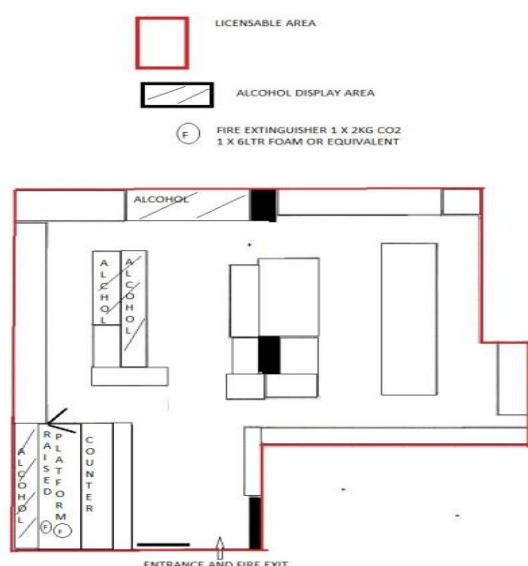 LICENSABLE AREA
ALCOHOL DISPLAY AREA
F
FIRE EXTINGUISHER 1 X 2KG CO2
1 X 6LTR FOAM OR EQUIVALENT
ALCOHOL
ALCHOHOL
ALCOHOL
ALCOHOL
RAISED
PLATFORM
COUNTER
F
F
ENTRANCE AND FIRE EXIT